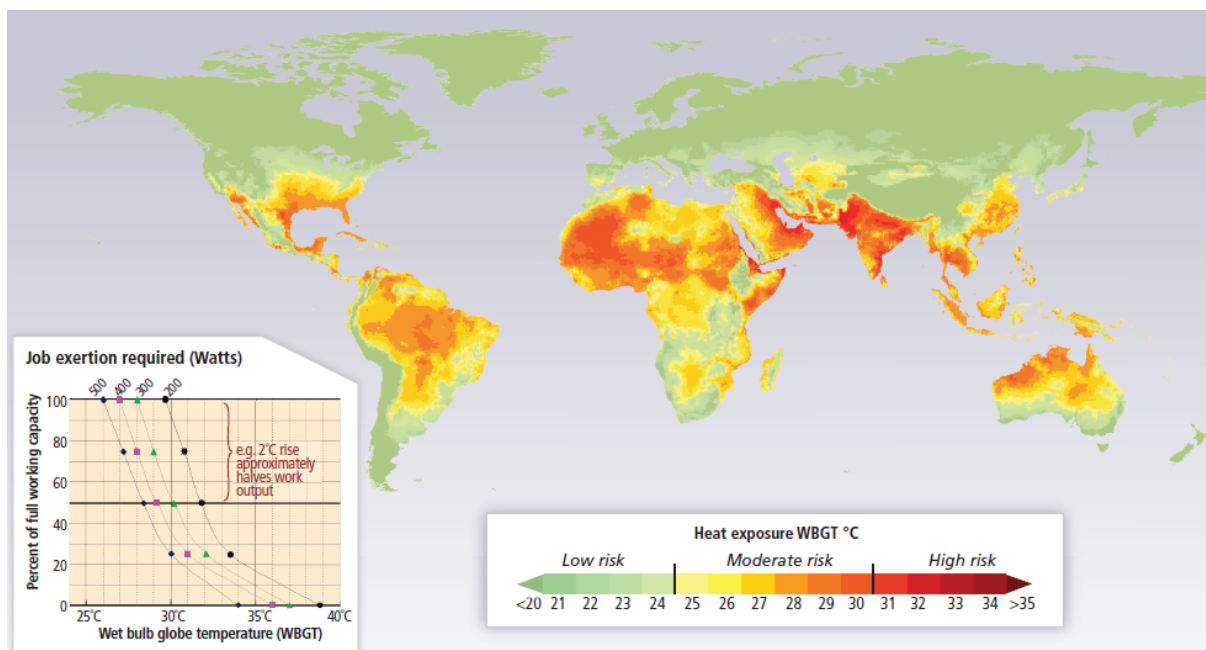 Job exertion required (Watts)
500 400 300 200
100
80
60
40
20
0
e.g. 2°C rise
approximately
halves work
output
Percent of full working capacity
25°C 30°C 35°C 40°C
Wet bulb globe temperature (WBGT)
Heat exposure WBGT °C
Low risk Moderate risk High risk
<20 21 22 23 24 25 26 27 28 29 30 31 32 33 34 >35